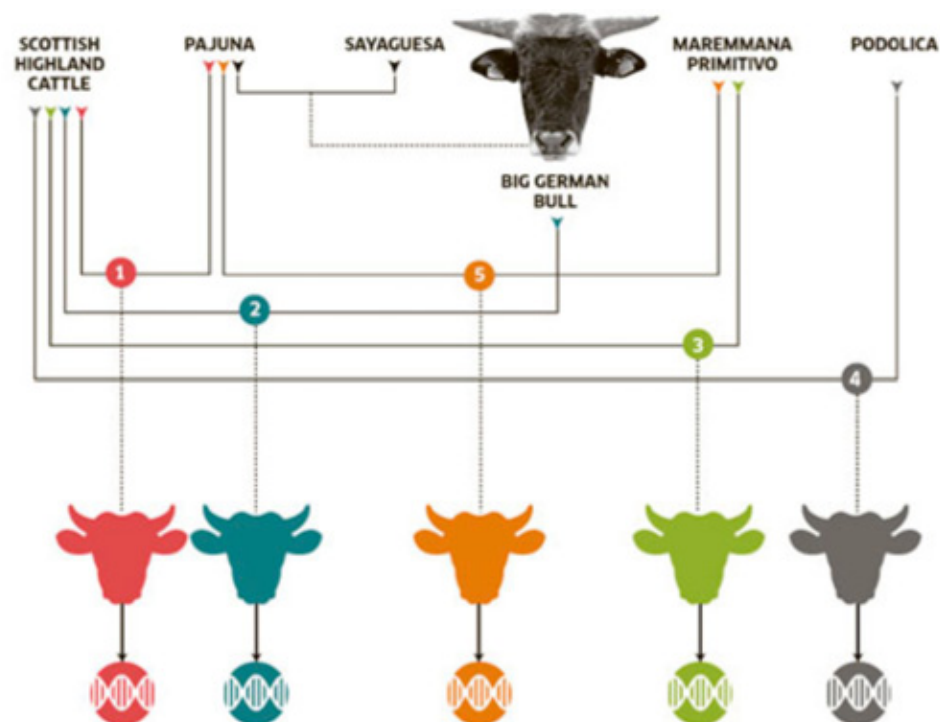 SCOTTISH
HIGHLAND
CATTLE
PAJUNA
SAYAGUESA
MAREMMANA
PRIMITIVO
PODOLICA
BIG GERMAN
BULL
1
5
2
3
4